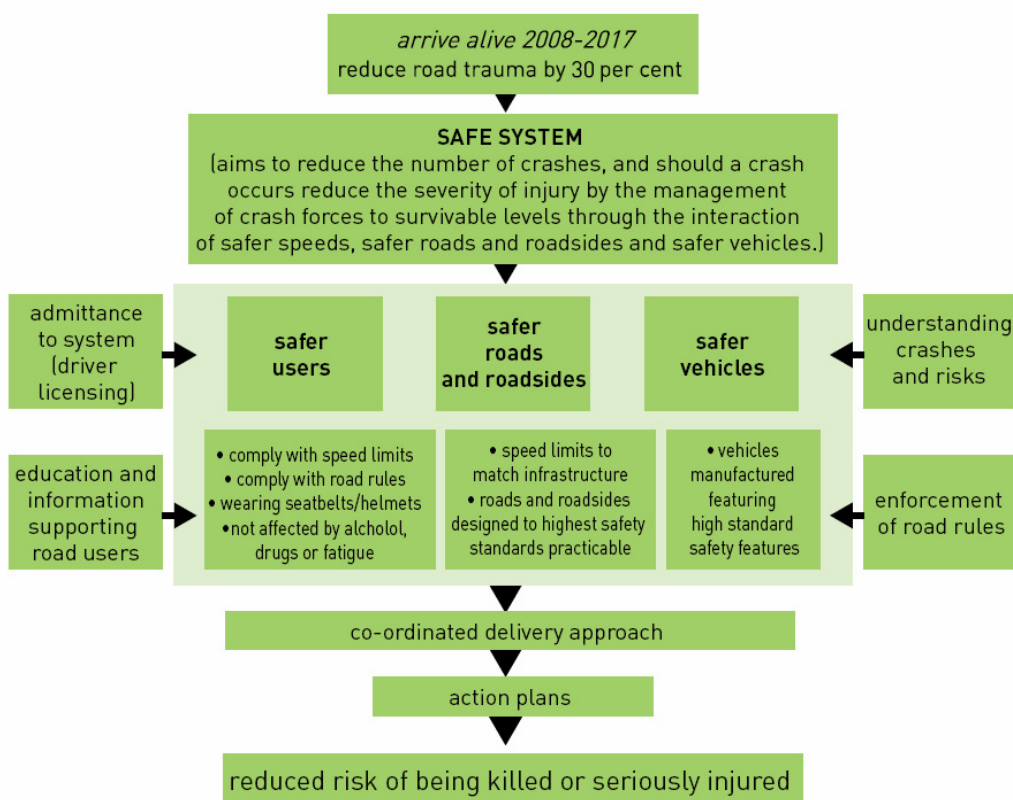 arrive alive 2008-2017
reduce road trauma by 30 per cent
SAFE SYSTEM
(aims to reduce the number of crashes, and should a crash
occurs reduce the severity of injury by the management
of crash forces to survivable levels through the interaction
of safer speeds, safer roads and roadsides and safer vehicles.)
admittance
to system
(driver
licensing)
safer
users
safer
roads
and roadsides
safer
vehicles
understanding
crashes
and risks
education and
information
supporting
road users
• comply with speed limits
• comply with road rules
• wearing seatbelts/helmets
•not affected by alcholol,
drugs or fatigue
• speed limits to
match infrastructure
• roads and roadsides
designed to highest safety
standards practicable
• vehicles
manufactured
featuring
high standard
safety features
enforcement
of road rules
co-ordinated delivery approach
action plans
reduced risk of being killed or seriously injured